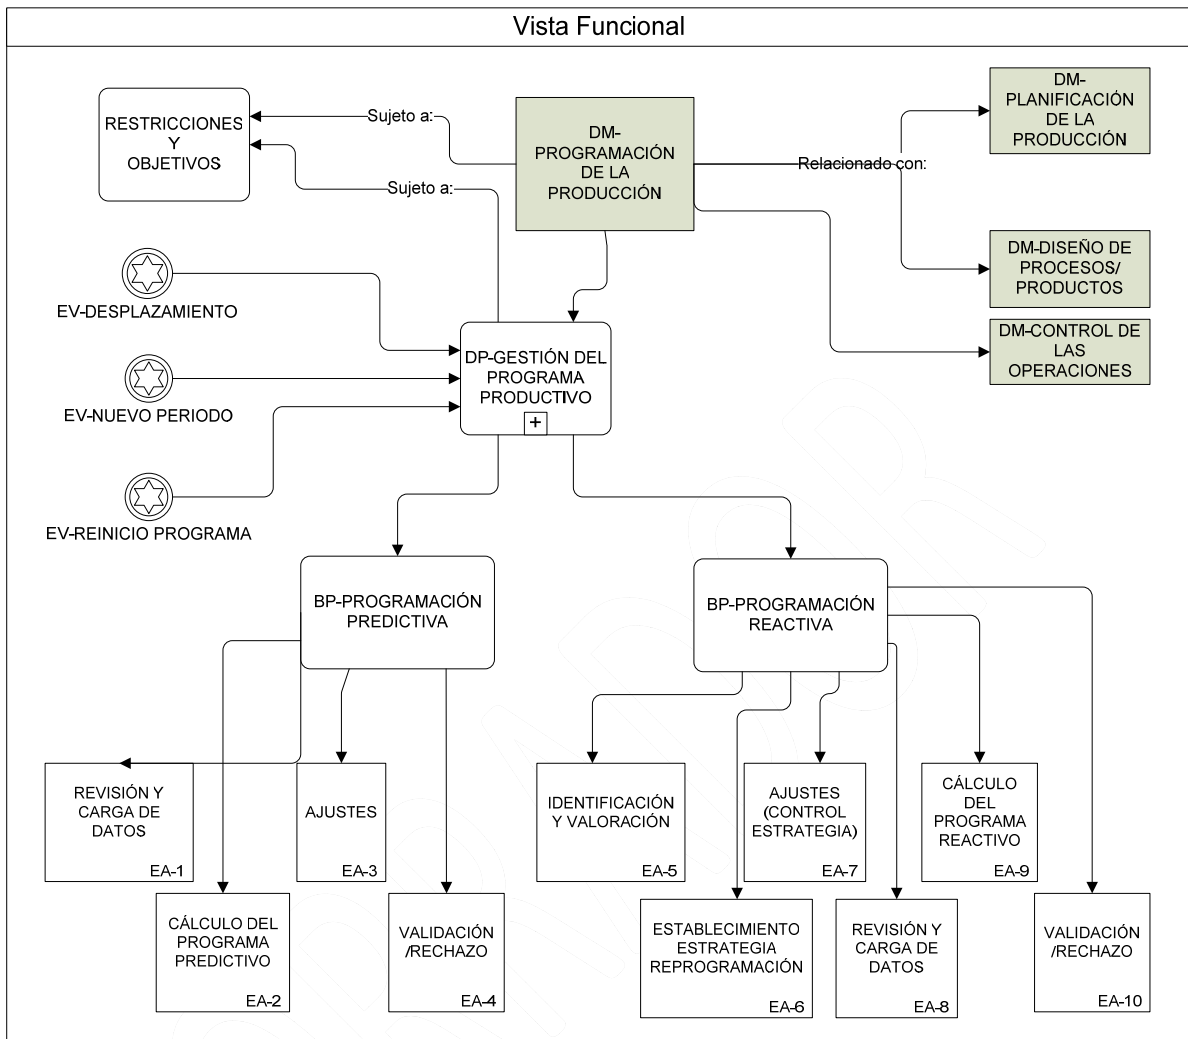 Vista Funcional
RESTRICCIONES
Y
OBJETIVOS
Sujeto a:
Sujeto a:
DM-
PROGRAMACIÓN
DE LA
PRODUCCIÓN
Relacionado con:
DM-
PLANIFICACIÓN
DE LA
PRODUCCIÓN
DM-DISEÑO DE
PROCESOS/
PRODUCTOS
DM-CONTROL DE
LAS
OPERACIONES
EV-DESPLAZAMIENTO
EV-NUEVO PERIODO
EV-REINICIO PROGRAMA
DP-GESTIÓN DEL
PROGRAMA
PRODUCTIVO
+
BP-PROGRAMACIÓN
PREDICTIVA
BP-PROGRAMACIÓN
REACTIVA
REVISIÓN Y
CARGA DE
DATOS
EA-1
CÁLCULO DEL
PROGRAMA
PREDICTIVO
EA-2
AJUSTES
EA-3
VALIDACIÓN
/RECHAZO
EA-4
IDENTIFICACIÓN
Y VALORACIÓN
EA-5
ESTABLECIMIENTO
ESTRATEGIA
REPROGRAMACIÓN
EA-6
AJUSTES
(CONTROL
ESTRATEGIA)
EA-7
REVISIÓN Y
CARGA DE
DATOS
EA-8
CÁLCULO
DEL
PROGRAMA
REACTIVO
EA-9
VALIDACIÓN
/RECHAZO
EA-10